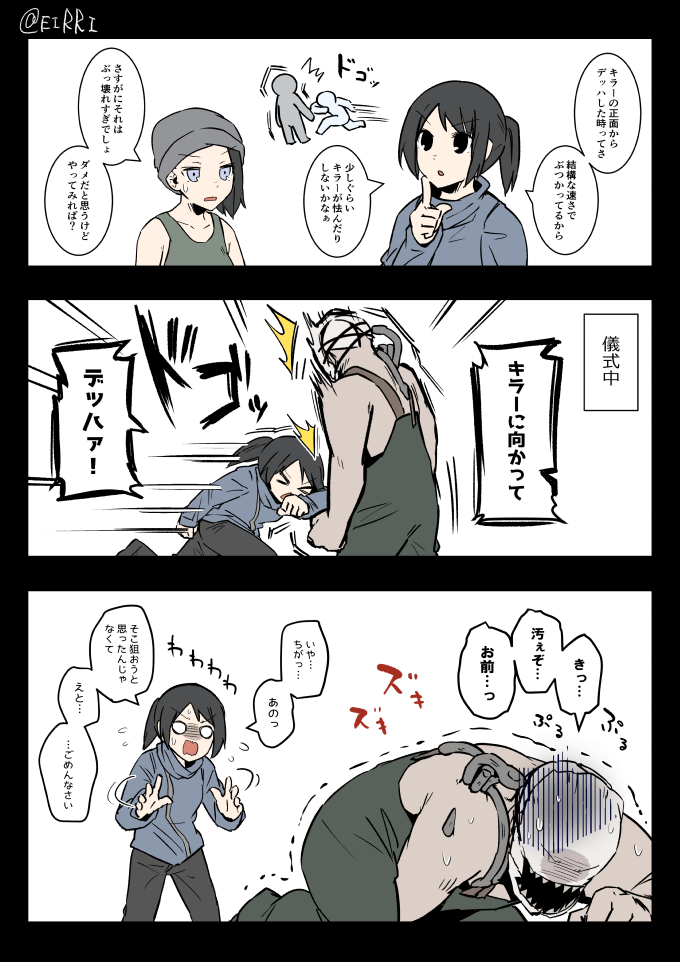 @EIRRI
キラーの正面から
デッハした時ってさ
結構な速さで
ぶつかってるから
ドゴッ
少しぐらい
キラーが怯んだり
しないかなぁ
さすがにそれは
ぶっ壊れすぎでしょ
ダメだと思うけど
やってみれば?
儀式中
キラーに向かって
ドゴッ
デッハァ!
きっ…
汚ぇぞ…
お前…っ
ぷる
ぷる
ズキ
ズキ
いや…
ちがっ…
あのっ
わわわわ
そこ狙おうと
思ったんじゃ
なくて
えと…
…ごめんなさい